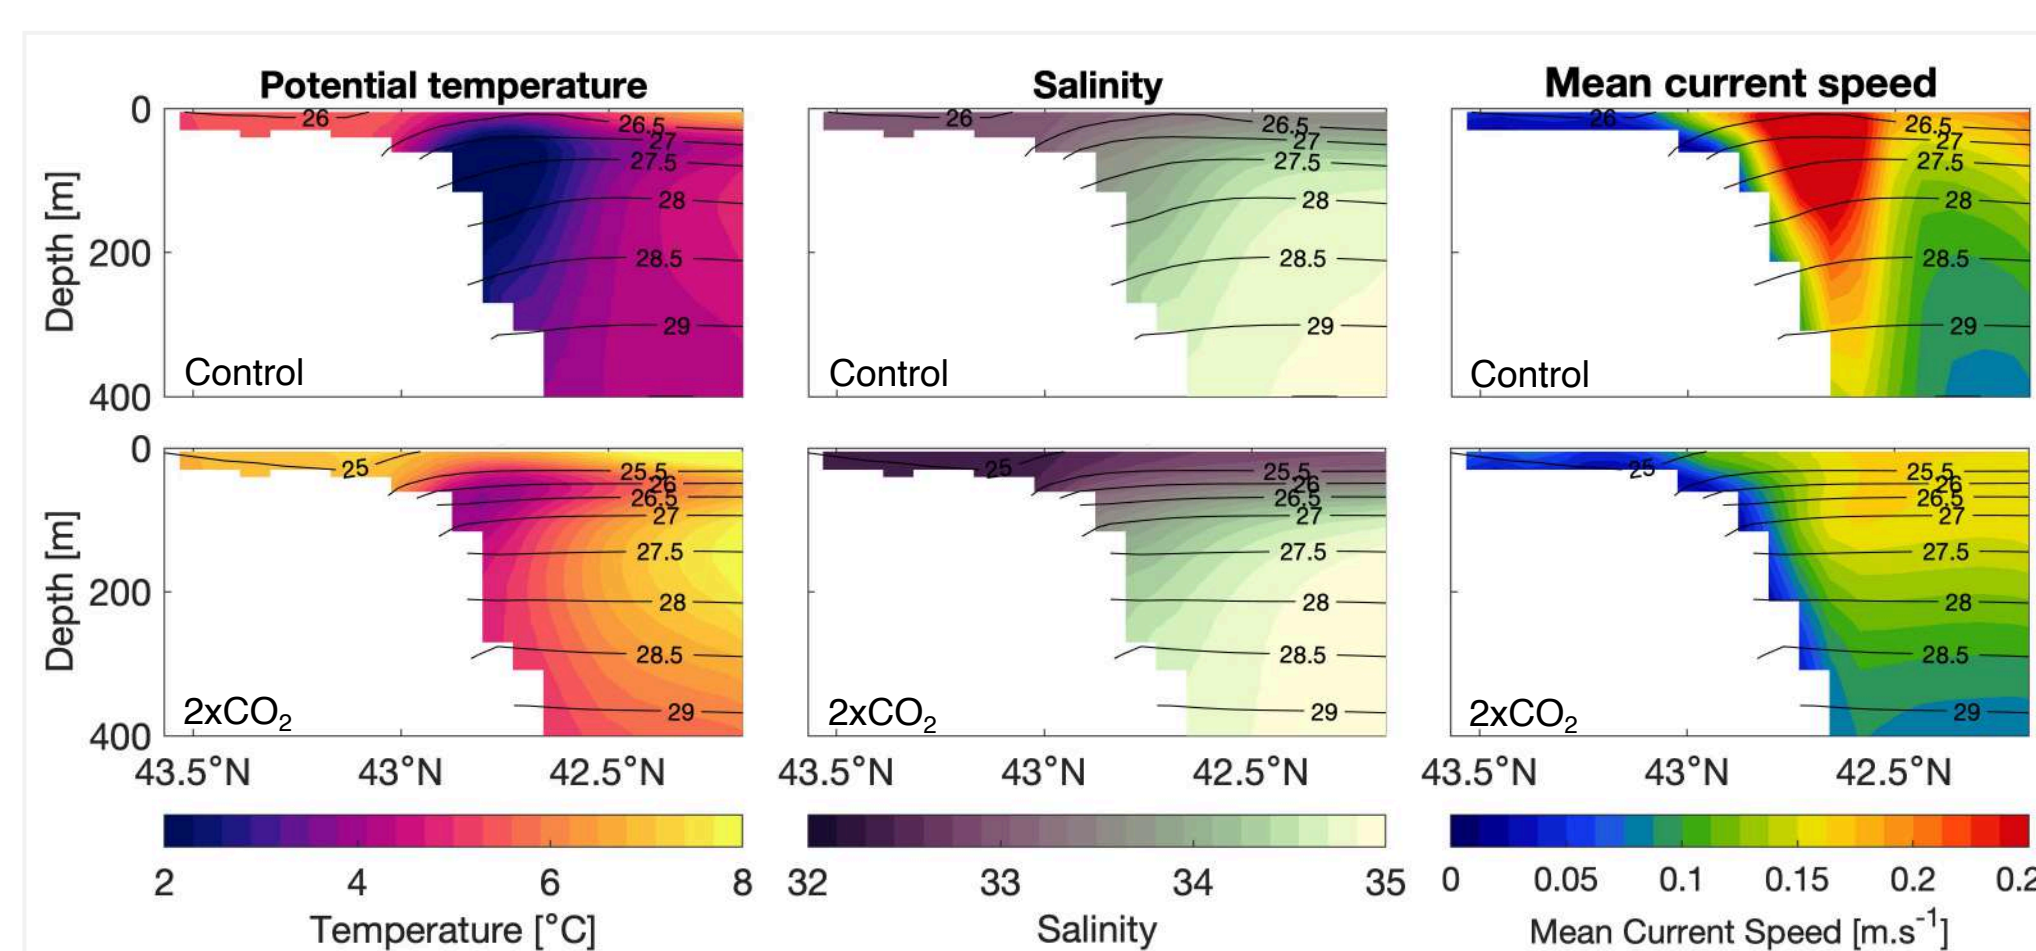 Potential temperature
Salinity
Mean current speed
0
200
400
Depth [m]
26
26.5
27
27.5
28
28.5
29
Control
26
26.5
27
27.5
28
28.5
29
Control
26
26.5
27
27.5
28
28.5
29
Control
0
200
400
Depth [m]
25
25.5
26
26.5
27
27.5
28
28.5
29
2xCO₂
25
25.5
26
26.5
27
27.5
28
28.5
29
2xCO₂
25
25.5
26
26.5
27
27.5
28
28.5
29
2xCO₂
43.5°N 43°N 42.5°N
43.5°N 43°N 42.5°N
43.5°N 43°N 42.5°N
2 4 6 8
32 33 34 35
0 0.05 0.1 0.15 0.2 0.2
Temperature [°C]
Salinity
Mean Current Speed [m.s⁻¹]